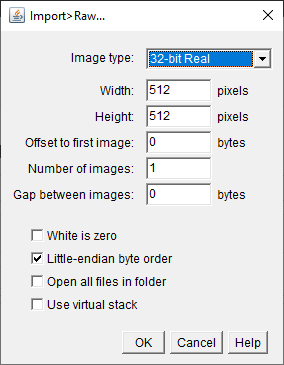 Import>Raw...
Image type: 32-bit Real
Width: 512 pixels
Height: 512 pixels
Offset to first image: 0 bytes
Number of images: 1
Gap between images: 0 bytes
White is zero
Little-endian byte order
Open all files in folder
Use virtual stack
OK Cancel Help